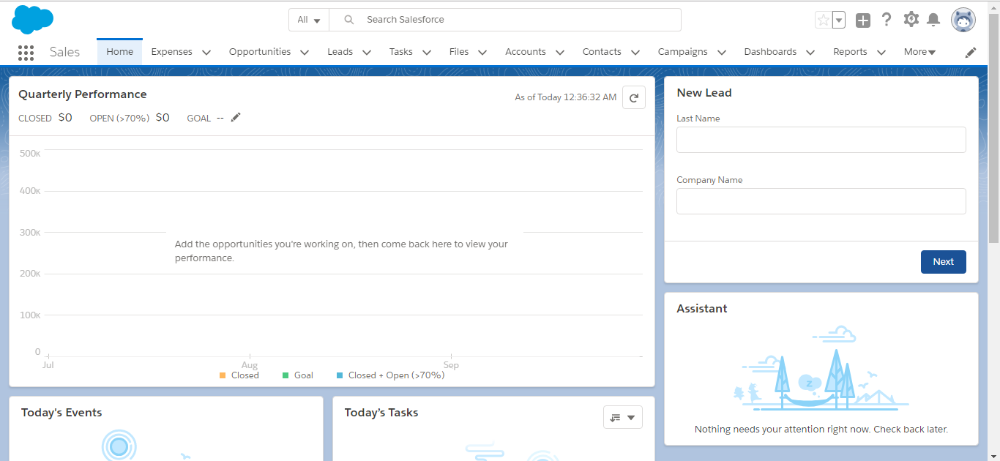 All
Search Salesforce
Sales
Home
Expenses
Opportunities
Leads
Tasks
Files
Accounts
Contacts
Campaigns
Dashboards
Reports
More
Quarterly Performance
As of Today 12:36:32 AM
CLOSED $0 OPEN (>70%) $0 GOAL --
500K
400K
300K
Add the opportunities you're working on, then come back here to view your
performance.
200K
100K
0
Jul Aug Sep
Closed Goal Closed + Open (>70%)
New Lead
Last Name
Company Name
Next
Assistant
z
Nothing needs your attention right now. Check back later.
Today's Events
Today's Tasks